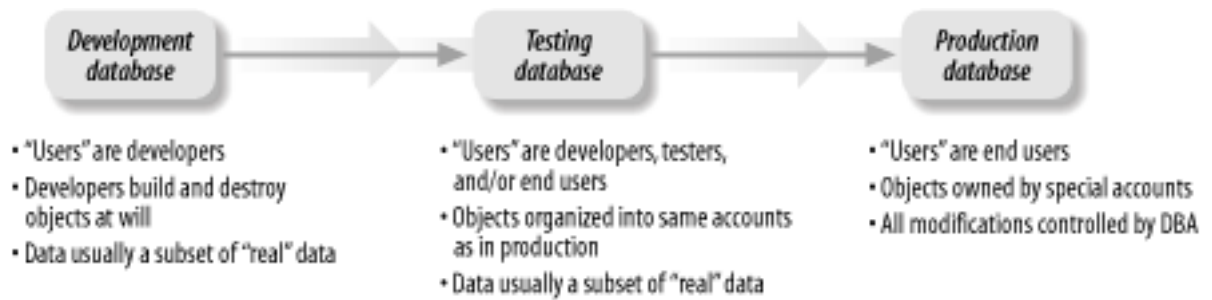 Development
database
Testing
database
Production
database
• “Users” are developers
• Developers build and destroy
objects at will
• Data usually a subset of “real” data
• “Users” are developers, testers,
and/or end users
• Objects organized into same accounts
as in production
• Data usually a subset of “real” data
• “Users” are end users
• Objects owned by special accounts
• All modifications controlled by DBA